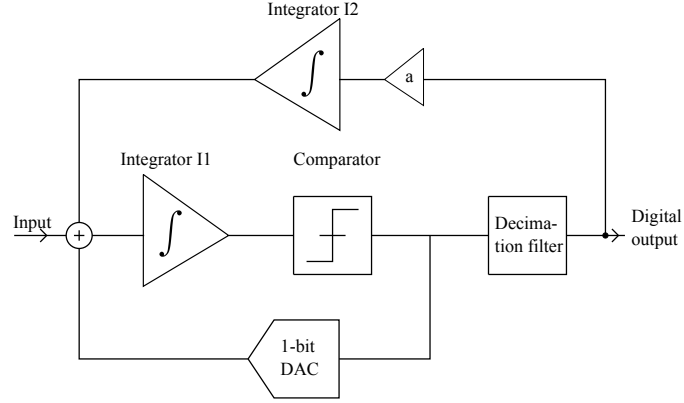 Integrator I2
∫
a
Integrator I1
Comparator
Input
+
∫
Decima-
tion filter
Digital
output
1-bit
DAC